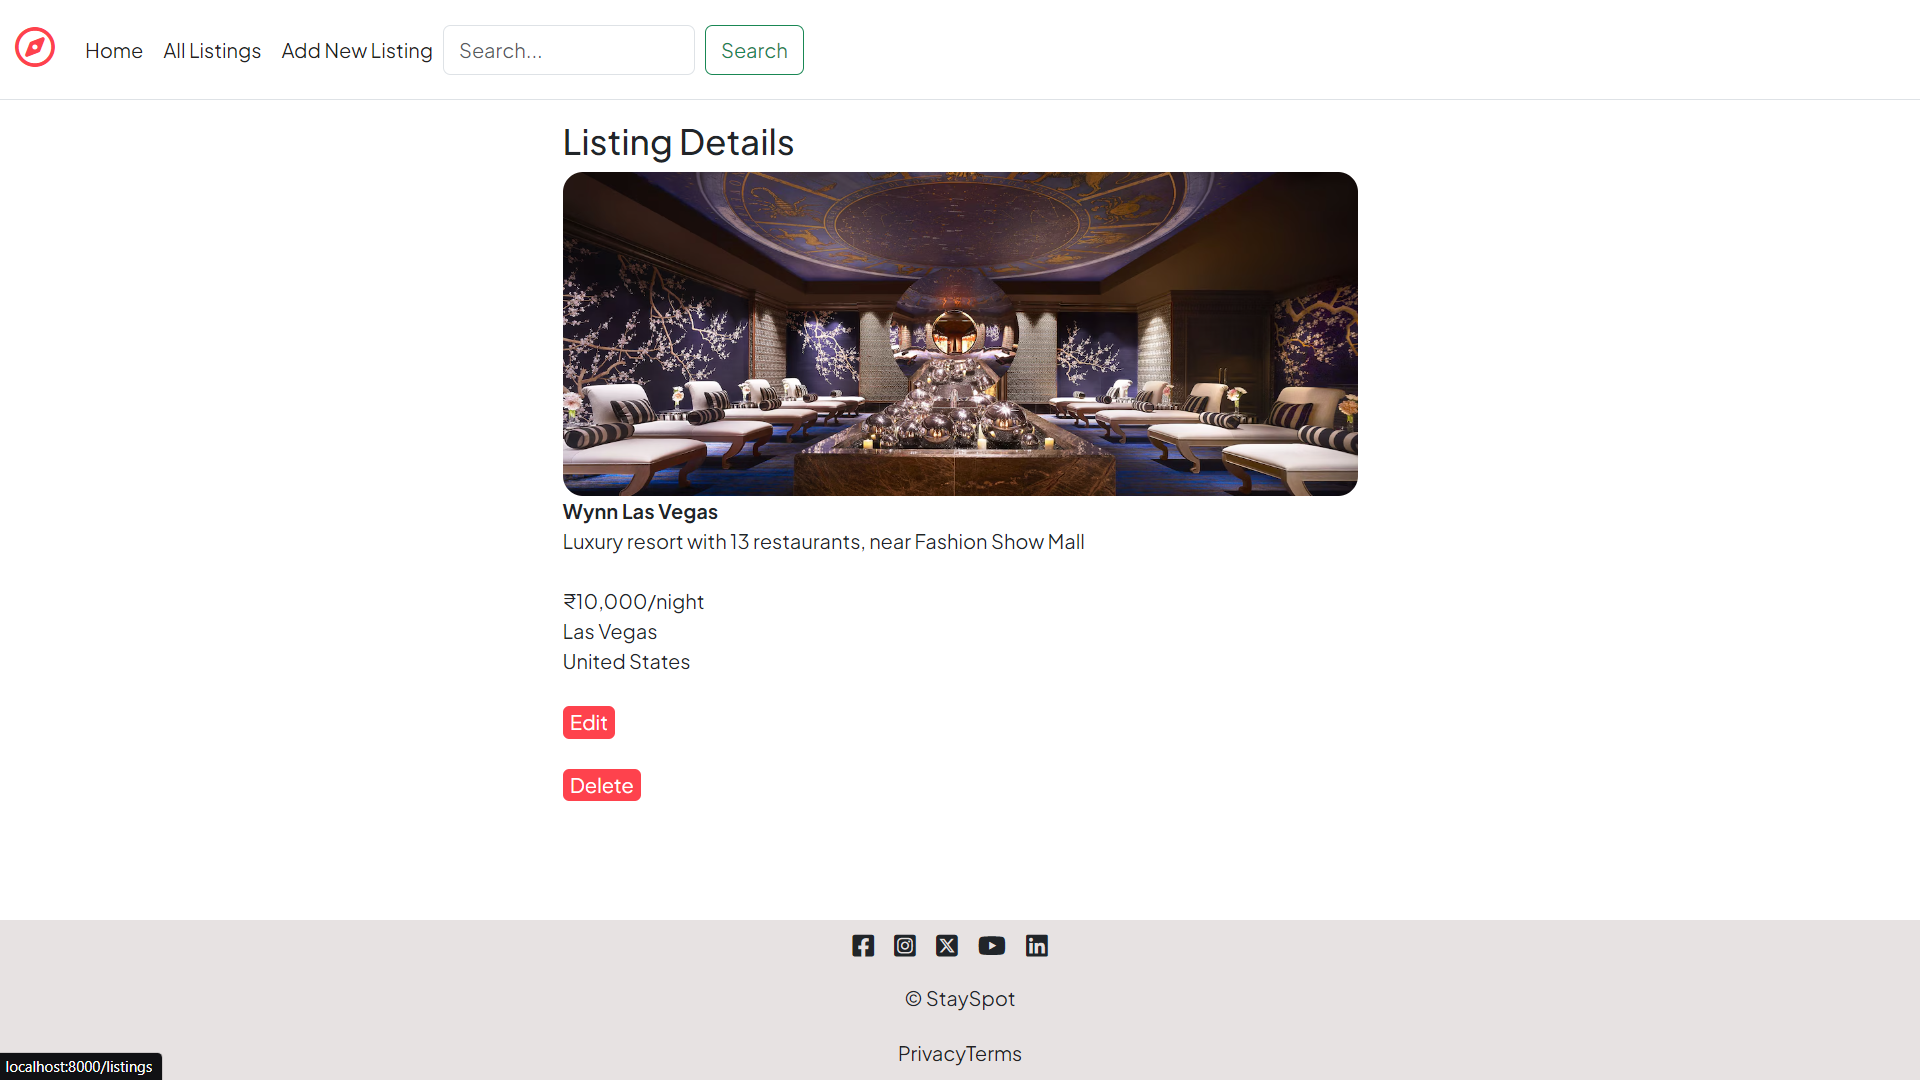 Home All Listings Add New Listing Search... Search
Listing Details
Wynn Las Vegas
Luxury resort with 13 restaurants, near Fashion Show Mall
₹10,000/night
Las Vegas
United States
Edit
Delete
© StaySpot
PrivacyTerms
localhost:8000/listings